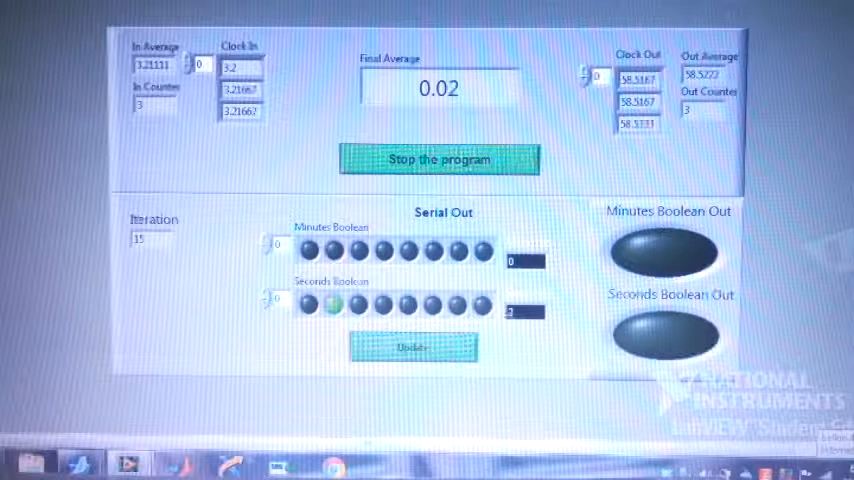 In Average
3.21111
In Counter
3
0
Clock In
3.2
3.21667
3.21667
Final Average
0.02
0
Clock Out
58.5167
58.5167
58.5333
Out Average
58.5222
Out Counter
3
Stop the program
Iteration
15
Serial Out
Minutes Boolean
0
0
Seconds Boolean
0
Update
Minutes Boolean Out
Seconds Boolean Out
NATIONAL
INSTRUMENTS
LabVIEW Student